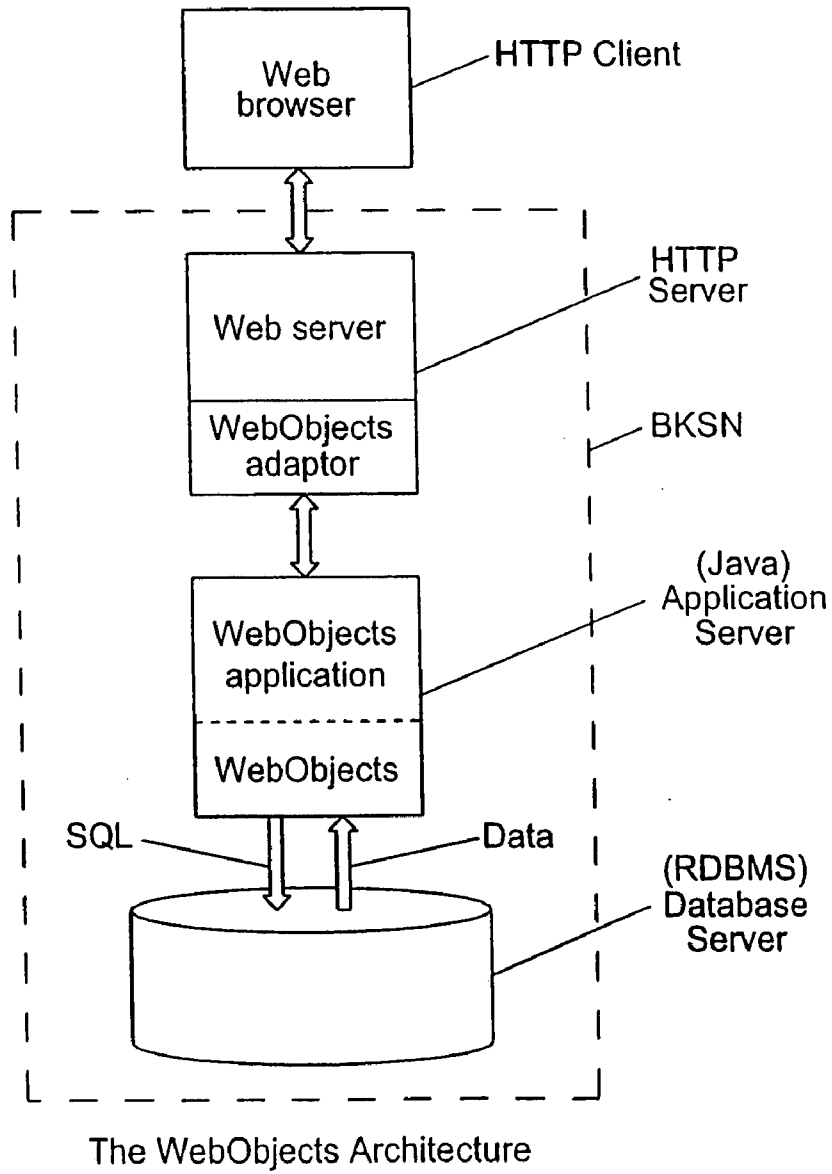 Web
browser
HTTP Client
Web server
HTTP
Server
WebObjects
adaptor
BKSN
WebObjects
application
(Java)
Application
Server
WebObjects
SQL
Data
(RDBMS)
Database
Server
The WebObjects Architecture